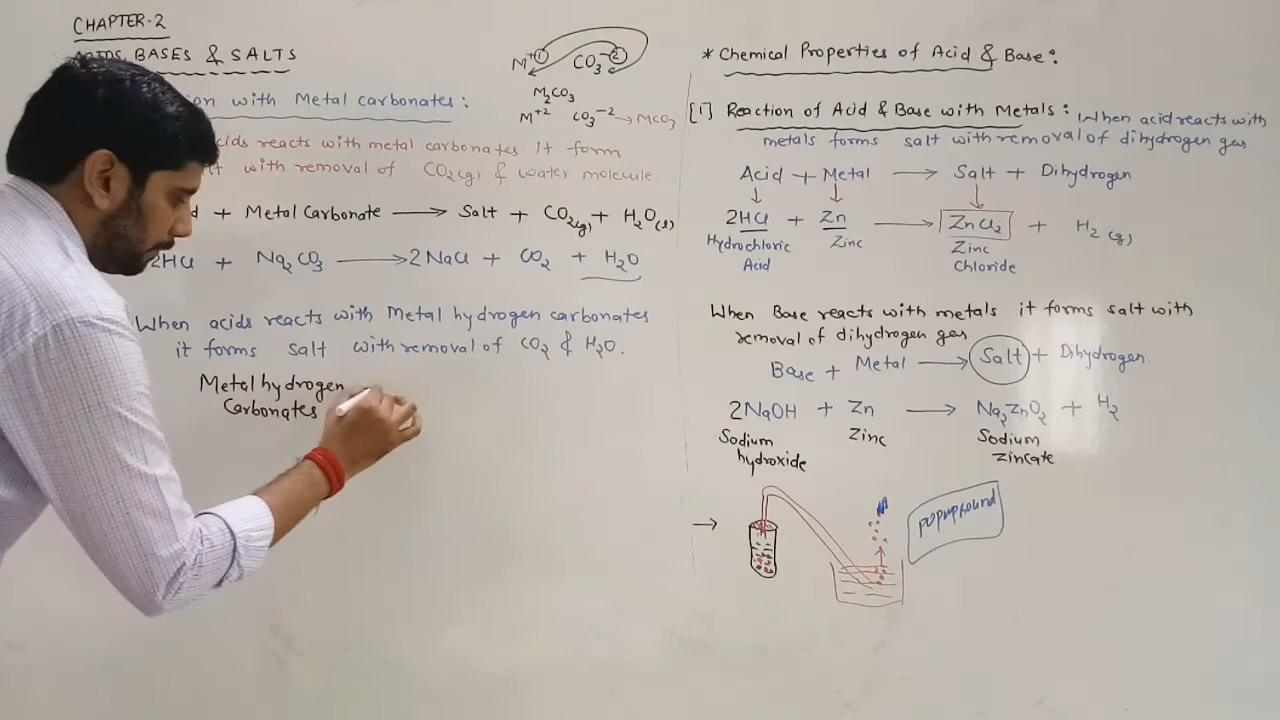 CHAPTER-2
ACIDS, BASES & SALTS
with Metal carbonates:
reacts with metal carbonates It form
with removal of CO2(g) & water molecule.
+ Metal Carbonate → Salt + CO2(g) + H2O(l)
2HCl + Na2CO3 → 2NaCl + CO2 + H2O
When acids reacts with Metal hydrogen carbonates
it forms salt with removal of CO2 & H2O.
Metal hydrogen
Carbonates
M+1 CO3-2
M2CO3
M+2 CO3-2 → MCO3
* Chemical Properties of Acid & Base:
[1] Reaction of Acid & Base with Metals: When acid reacts with
metals forms salt with removal of dihydrogen gas
Acid + Metal → Salt + Dihydrogen
2HCl + Zn → ZnCl2 + H2(g)
Hydrochloric Zinc Zinc
Acid Chloride
When Base reacts with metals it forms salt with
removal of dihydrogen gas
Base + Metal → Salt + Dihydrogen
2NaOH + Zn → Na2ZnO2 + H2
Sodium Zinc Sodium
hydroxide Zincate
→